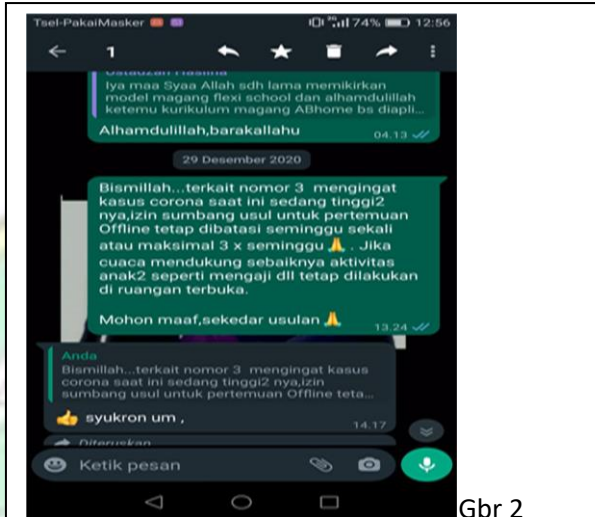 Tsel-PakaiMasker 74% 12:56
1
Ustadzah Haslina
Iya maa Syaa Allah sdh lama memikirkan
model magang flexi school dan alhamdulillah
ketemu kurikulum magang ABhome bs diapli...
Alhamdulillah,barakallahu 04.13
29 Desember 2020
Bismillah...terkait nomor 3 mengingat
kasus corona saat ini sedang tinggi2
nya,izin sumbang usul untuk pertemuan
Offline tetap dibatasi seminggu sekali
atau maksimal 3 x seminggu 🙏 . Jika
cuaca mendukung sebaiknya aktivitas
anak2 seperti mengaji dll tetap dilakukan
di ruangan terbuka.
Mohon maaf,sekedar usulan 🙏 13.24
Anda
Bismillah...terkait nomor 3 mengingat kasus
corona saat ini sedang tinggi2 nya,izin
sumbang usul untuk pertemuan Offline teta...
👍 syukron um , 14.17
Diteruskan
Ketik pesan
Gbr 2